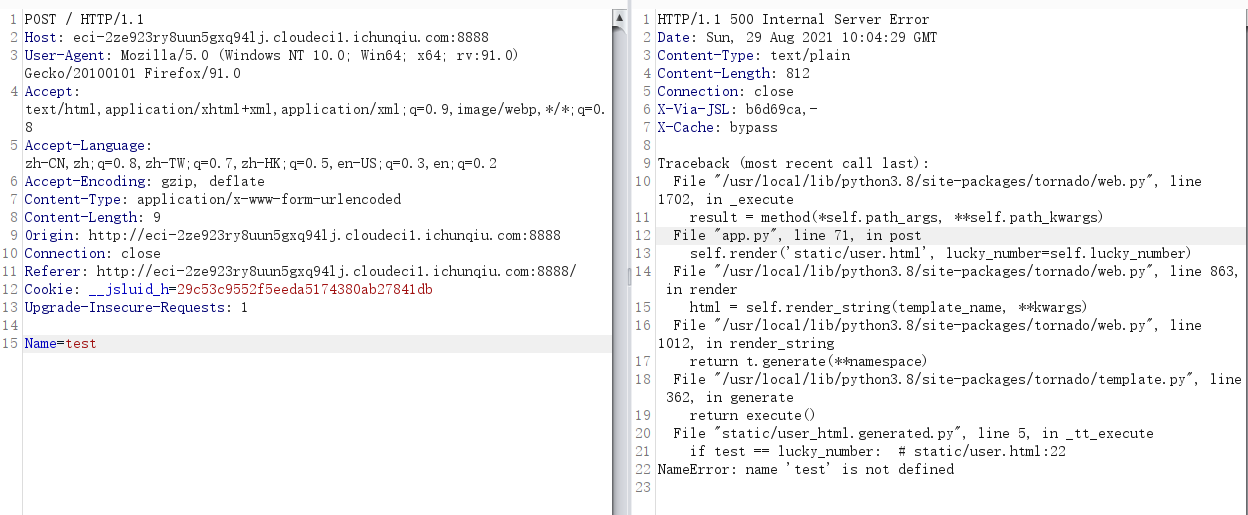 1 POST / HTTP/1.1
2 Host: eci-2ze923ry8uun5gxq94lj.cloudeci1.ichunqiu.com:8888
3 User-Agent: Mozilla/5.0 (Windows NT 10.0; Win64; x64; rv:91.0)
Gecko/20100101 Firefox/91.0
4 Accept:
text/html,application/xhtml+xml,application/xml;q=0.9,image/webp,*/*;q=0.
8
5 Accept-Language:
zh-CN,zh;q=0.8,zh-TW;q=0.7,zh-HK;q=0.5,en-US;q=0.3,en;q=0.2
6 Accept-Encoding: gzip, deflate
7 Content-Type: application/x-www-form-urlencoded
8 Content-Length: 9
9 Origin: http://eci-2ze923ry8uun5gxq94lj.cloudeci1.ichunqiu.com:8888
10 Connection: close
11 Referer: http://eci-2ze923ry8uun5gxq94lj.cloudeci1.ichunqiu.com:8888/
12 Cookie: __jsluid_h=29c53c9552f5eeda5174380ab27841db
13 Upgrade-Insecure-Requests: 1
14
15 Name=test
1 HTTP/1.1 500 Internal Server Error
2 Date: Sun, 29 Aug 2021 10:04:29 GMT
3 Content-Type: text/plain
4 Content-Length: 812
5 Connection: close
6 X-Via-JSL: b6d69ca,-
7 X-Cache: bypass
8
9 Traceback (most recent call last):
10 File "/usr/local/lib/python3.8/site-packages/tornado/web.py", line
1702, in _execute
11 result = method(*self.path_args, **self.path_kwargs)
12 File "app.py", line 71, in post
13 self.render('static/user.html', lucky_number=self.lucky_number)
14 File "/usr/local/lib/python3.8/site-packages/tornado/web.py", line 863,
in render
15 html = self.render_string(template_name, **kwargs)
16 File "/usr/local/lib/python3.8/site-packages/tornado/web.py", line
1012, in render_string
17 return t.generate(**namespace)
18 File "/usr/local/lib/python3.8/site-packages/tornado/template.py", line
362, in generate
19 return execute()
20 File "static/user_html.generated.py", line 5, in _tt_execute
21 if test == lucky_number:  # static/user.html:22
22 NameError: name 'test' is not defined
23